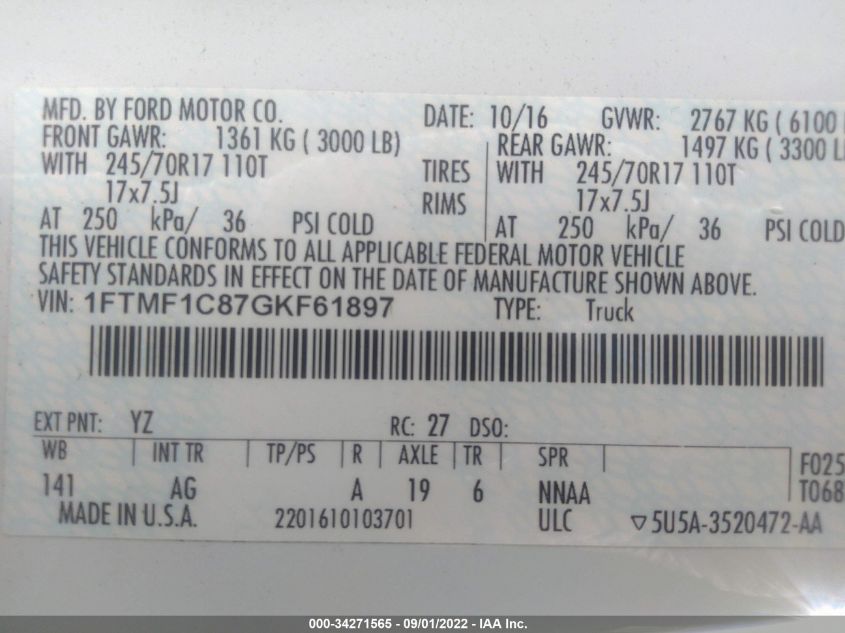 MFD. BY FORD MOTOR CO. DATE: 10/16 GVWR: 2767 KG ( 6100
FRONT GAWR: 1361 KG ( 3000 LB) REAR GAWR: 1497 KG ( 3300
WITH 245/70R17 110T TIRES WITH 245/70R17 110T
17x7.5J RIMS 17x7.5J
AT 250 kPa/ 36 PSI COLD AT 250 kPa/ 36 PSI COLD
THIS VEHICLE CONFORMS TO ALL APPLICABLE FEDERAL MOTOR VEHICLE
SAFETY STANDARDS IN EFFECT ON THE DATE OF MANUFACTURE SHOWN ABOVE.
VIN: 1FTMF1C87GKF61897 TYPE: Truck
EXT PNT: YZ RC: 27 DSO:
WB INT TR TP/PS R AXLE TR SPR F025
141 AG A 19 6 NNAA T068
MADE IN U.S.A. 2201610103701 ULC ▽5U5A-3520472-AA
000-34271565 - 09/01/2022 - IAA Inc.